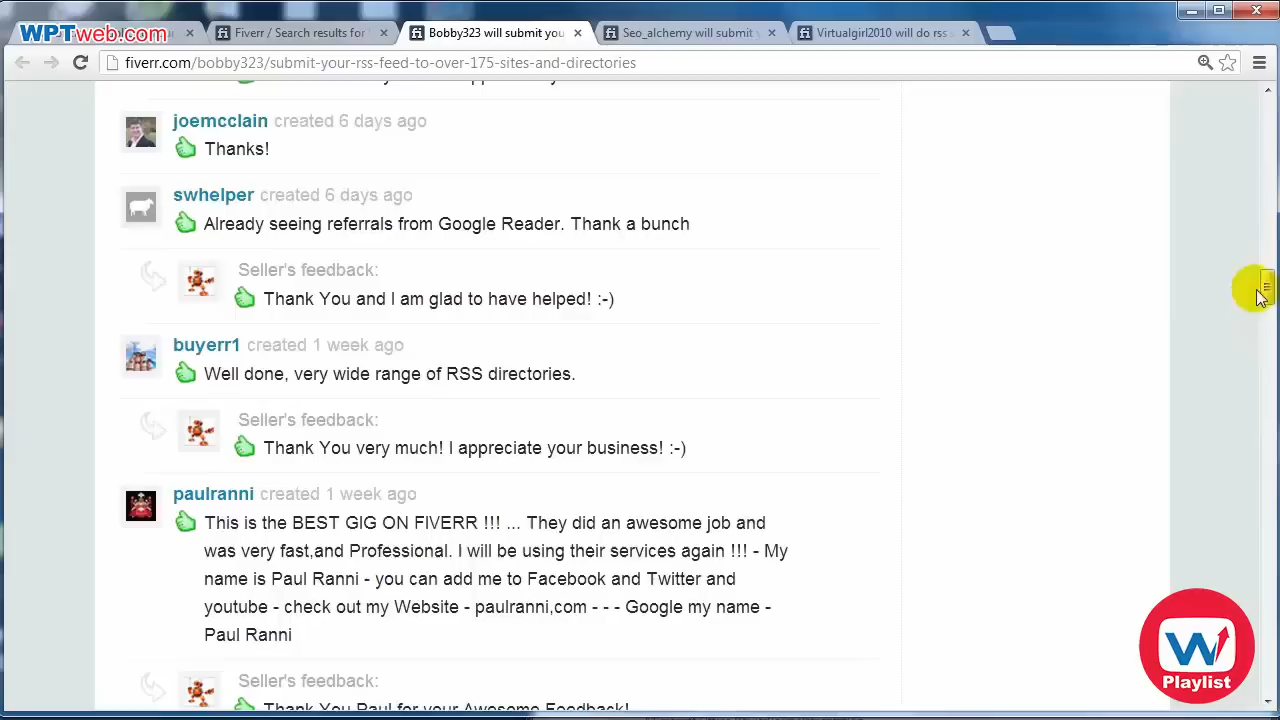 WPTweb.com
Fiverr / Search results for
Bobby323 will submit you
Seo_alchemy will submit
Virtualgirl2010 will do rss
fiverr.com/bobby323/submit-your-rss-feed-to-over-175-sites-and-directories
joemcclain created 6 days ago
Thanks!
swhelper created 6 days ago
Already seeing referrals from Google Reader. Thank a bunch
Seller's feedback:
Thank You and I am glad to have helped! :-)
buyerr1 created 1 week ago
Well done, very wide range of RSS directories.
Seller's feedback:
Thank You very much! I appreciate your business! :-)
paulranni created 1 week ago
This is the BEST GIG ON FIVERR !!! ... They did an awesome job and
was very fast,and Professional. I will be using their services again !!! - My
name is Paul Ranni - you can add me to Facebook and Twitter and
youtube - check out my Website - paulranni,com - - - Google my name -
Paul Ranni
Seller's feedback:
Thank You Paul for your Awesome Feedback!
W
Playlist